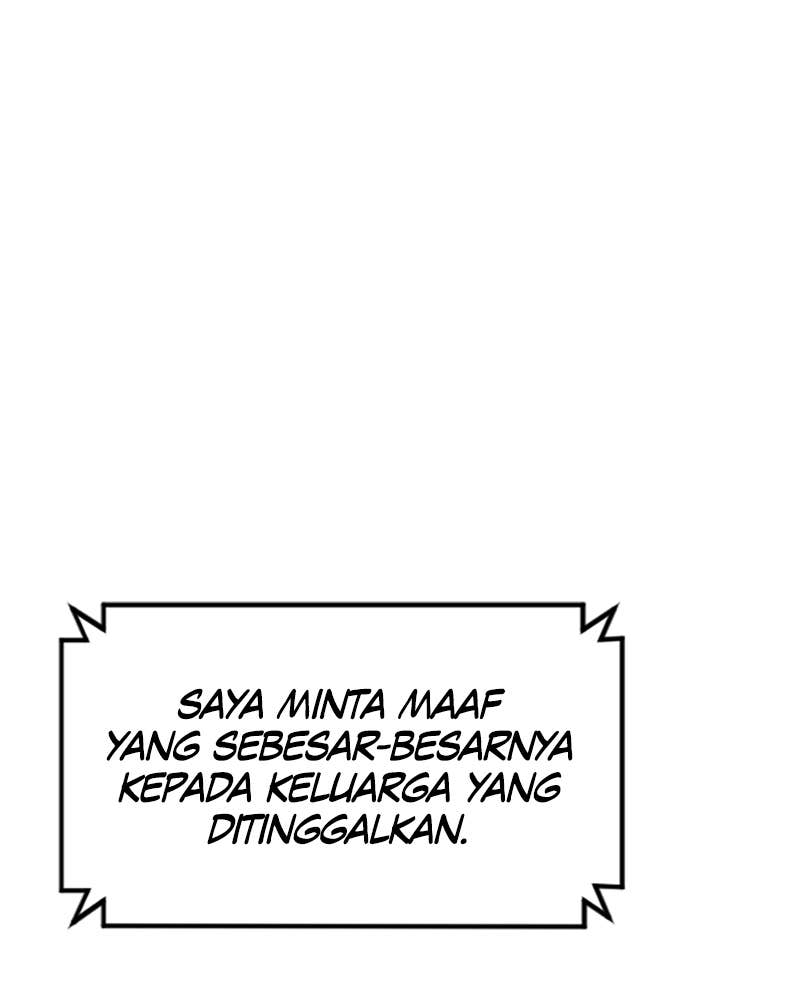 SAYA MINTA MAAF
YANG SEBESAR-BESARNYA
KEPADA KELUARGA YANG
DITINGGALKAN.